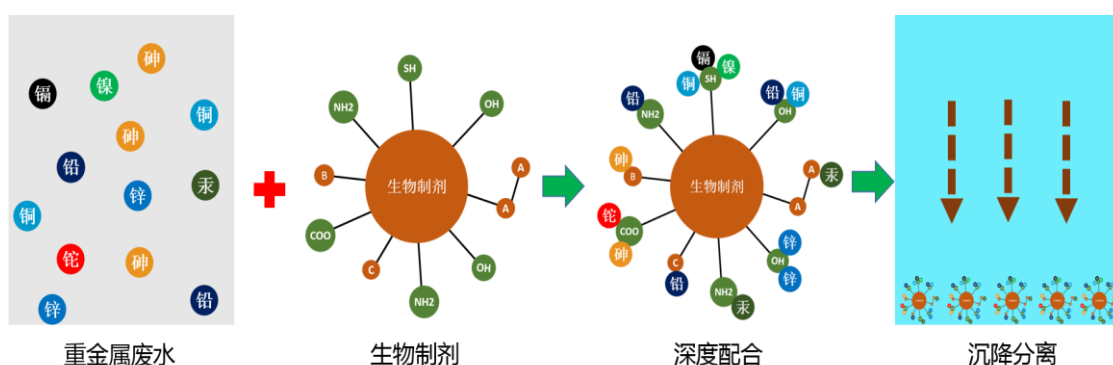 砷
镉
镍
铜
砷
铅
锌
汞
铜
铊
砷
锌
铅
重金属废水
SH
NH2
OH
B
A
A
生物制剂
COO
C
OH
NH2
生物制剂
镉
镍
铜
SH
铅
NH2
铅
铜
OH
砷
B
A
汞
A
生物制剂
铊
COO
砷
C
铅
锌
OH
锌
NH2
汞
深度配合
沉降分离